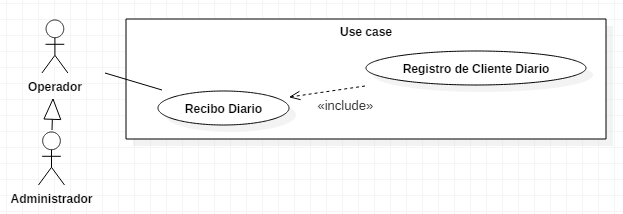 Use case
Operador
Registro de Cliente Diario
Recibo Diario
«include»
Administrador